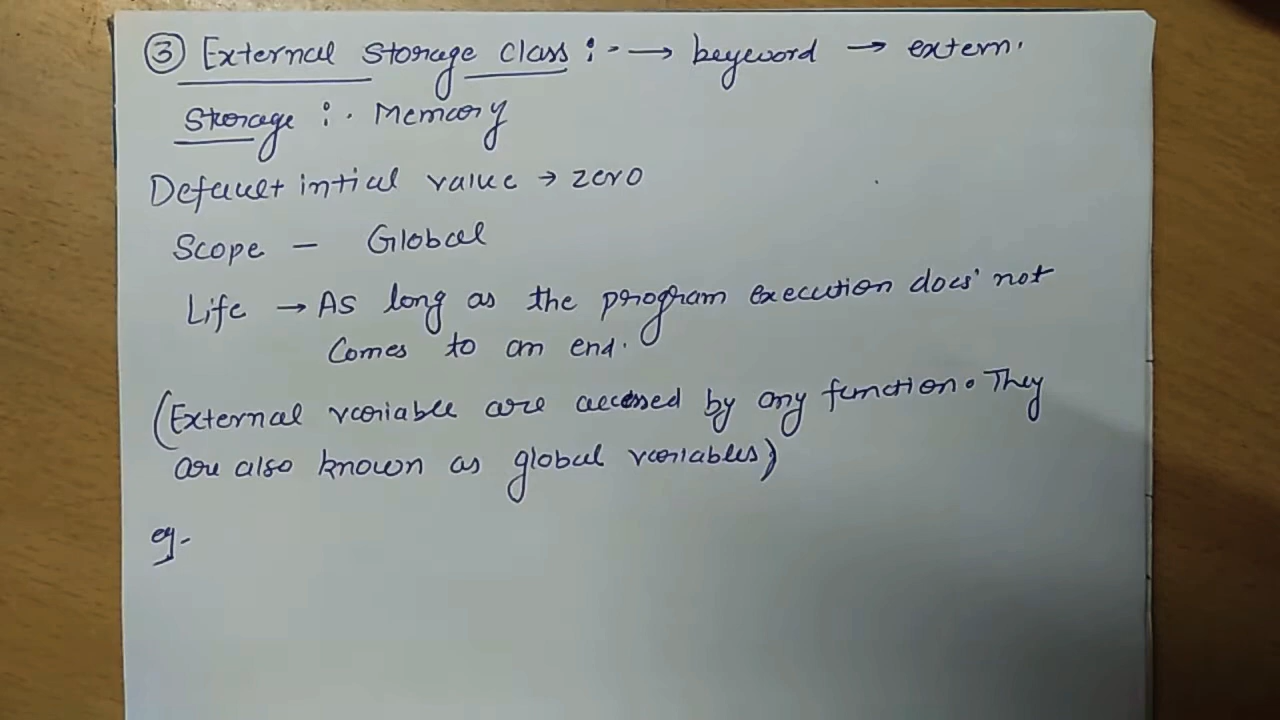 ③ External Storage Class :- → keyword → extern.
Storage :- Memory
Default intial value → zero
Scope - Global
Life → As long as the program execution does' not
Comes to an end.
(External variable are accessed by any function. They
are also known as global variables)
eg-